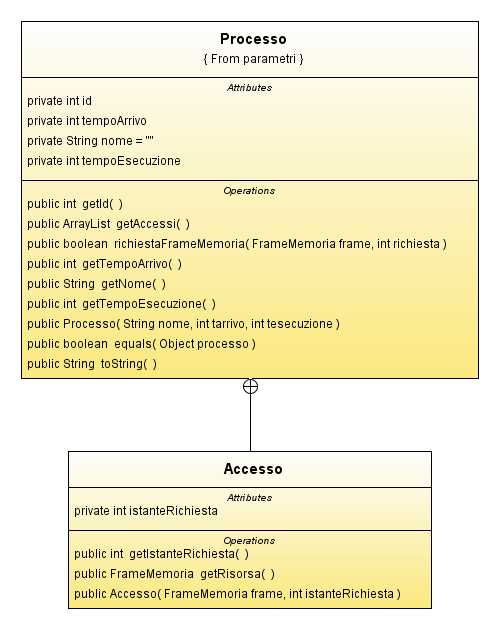 Processo
{ From parametri }
Attributes
private int id
private int tempoArrivo
private String nome = ""
private int tempoEsecuzione
Operations
public int getId( )
public ArrayList getAccessi( )
public boolean richiestaFrameMemoria( FrameMemoria frame, int richiesta )
public int getTempoArrivo( )
public String getNome( )
public int getTempoEsecuzione( )
public Processo( String nome, int tarrivo, int tesecuzione )
public boolean equals( Object processo )
public String toString( )
Accesso
Attributes
private int istanteRichiesta
Operations
public int getIstanteRichiesta( )
public FrameMemoria getRisorsa( )
public Accesso( FrameMemoria frame, int istanteRichiesta )